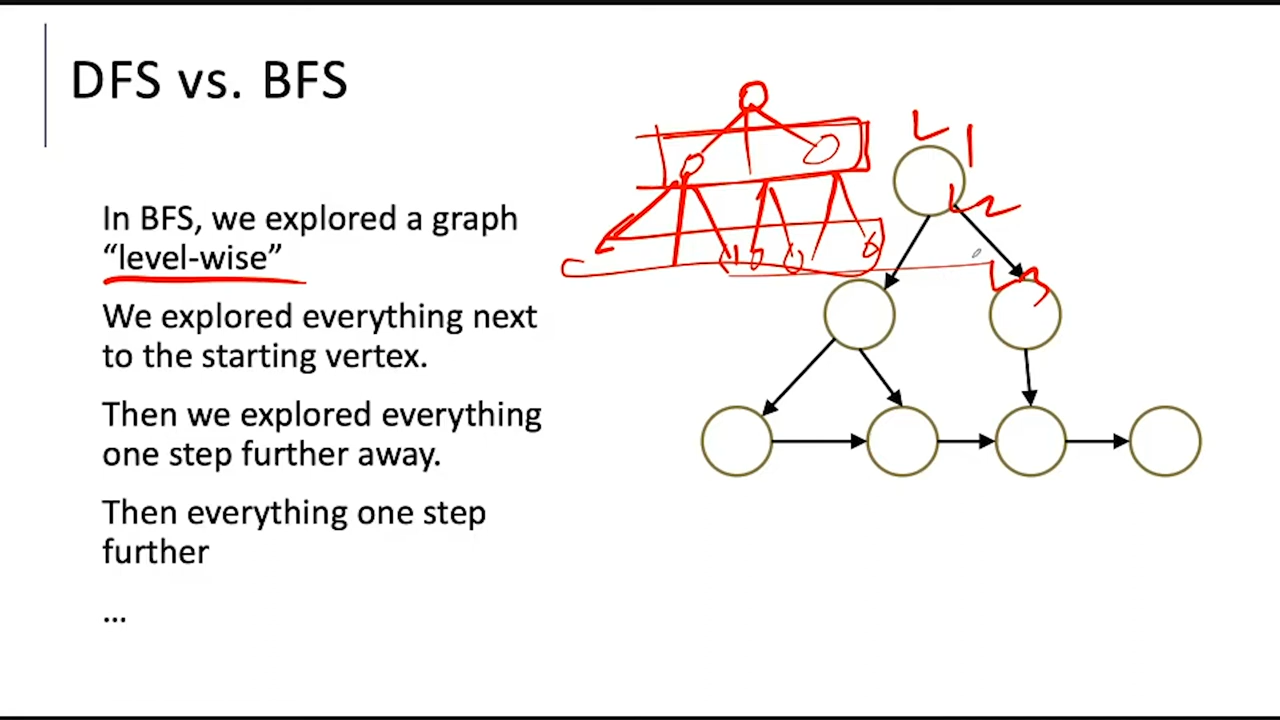 DFS vs. BFS
In BFS, we explored a graph
“level-wise”
We explored everything next
to the starting vertex.
Then we explored everything
one step further away.
Then everything one step
further
...
L1
L2
L3